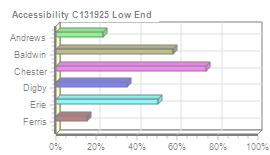 Accessibility C131925 Low End
Andrews
Baldwin
Chester
Digby
Erie
Ferris
0% 20% 40% 60% 80% 100%